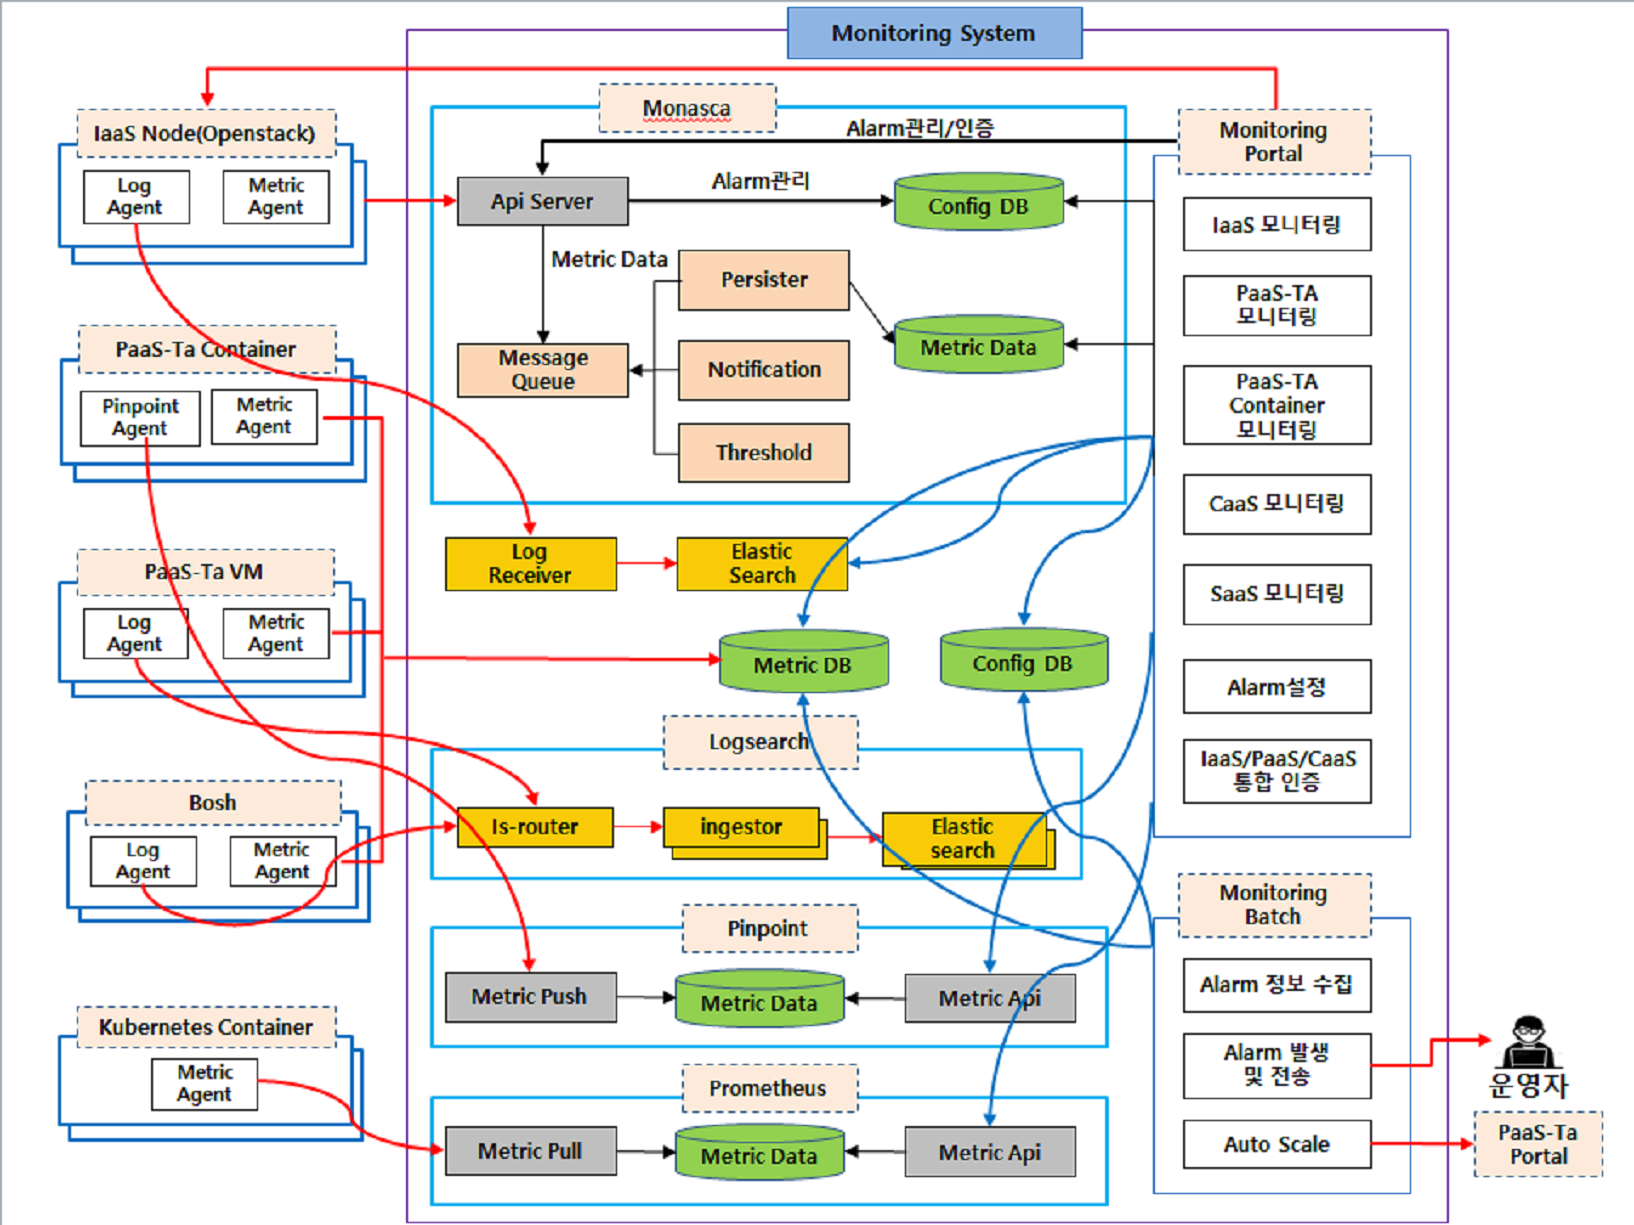 Monitoring System
IaaS Node(Openstack)
Log
Agent
Metric
Agent
PaaS-Ta Container
Pinpoint
Agent
Metric
Agent
PaaS-Ta VM
Log
Agent
Metric
Agent
Bosh
Log
Agent
Metric
Agent
Kubernetes Container
Metric
Agent
Monasca
Alarm관리/인증
Api Server
Alarm관리
Config DB
Metric Data
Persister
Message
Queue
Notification
Metric Data
Threshold
Log
Receiver
Elastic
Search
Metric DB
Config DB
Logsearch
ls-router
ingestor
Elastic
search
Pinpoint
Metric Push
Metric Data
Metric Api
Prometheus
Metric Pull
Metric Data
Metric Api
Monitoring
Portal
IaaS 모니터링
PaaS-TA
모니터링
PaaS-TA
Container
모니터링
CaaS 모니터링
SaaS 모니터링
Alarm설정
IaaS/PaaS/CaaS
통합 인증
Monitoring
Batch
Alarm 정보 수집
Alarm 발생
및 전송
Auto Scale
운영자
PaaS-Ta
Portal